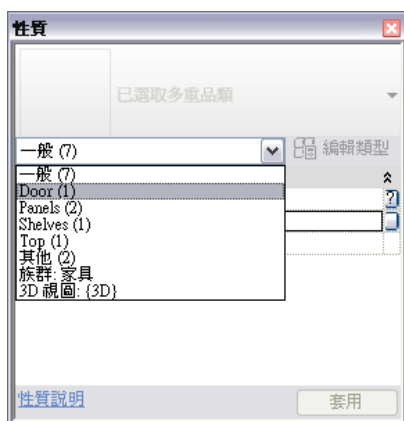 性質
已選取多重品類
一般 (7)
編輯類型
一般 (7)
Door (1)
Panels (2)
Shelves (1)
Top (1)
其他 (2)
族群: 家具
3D 視圖: {3D}
性質說明
套用